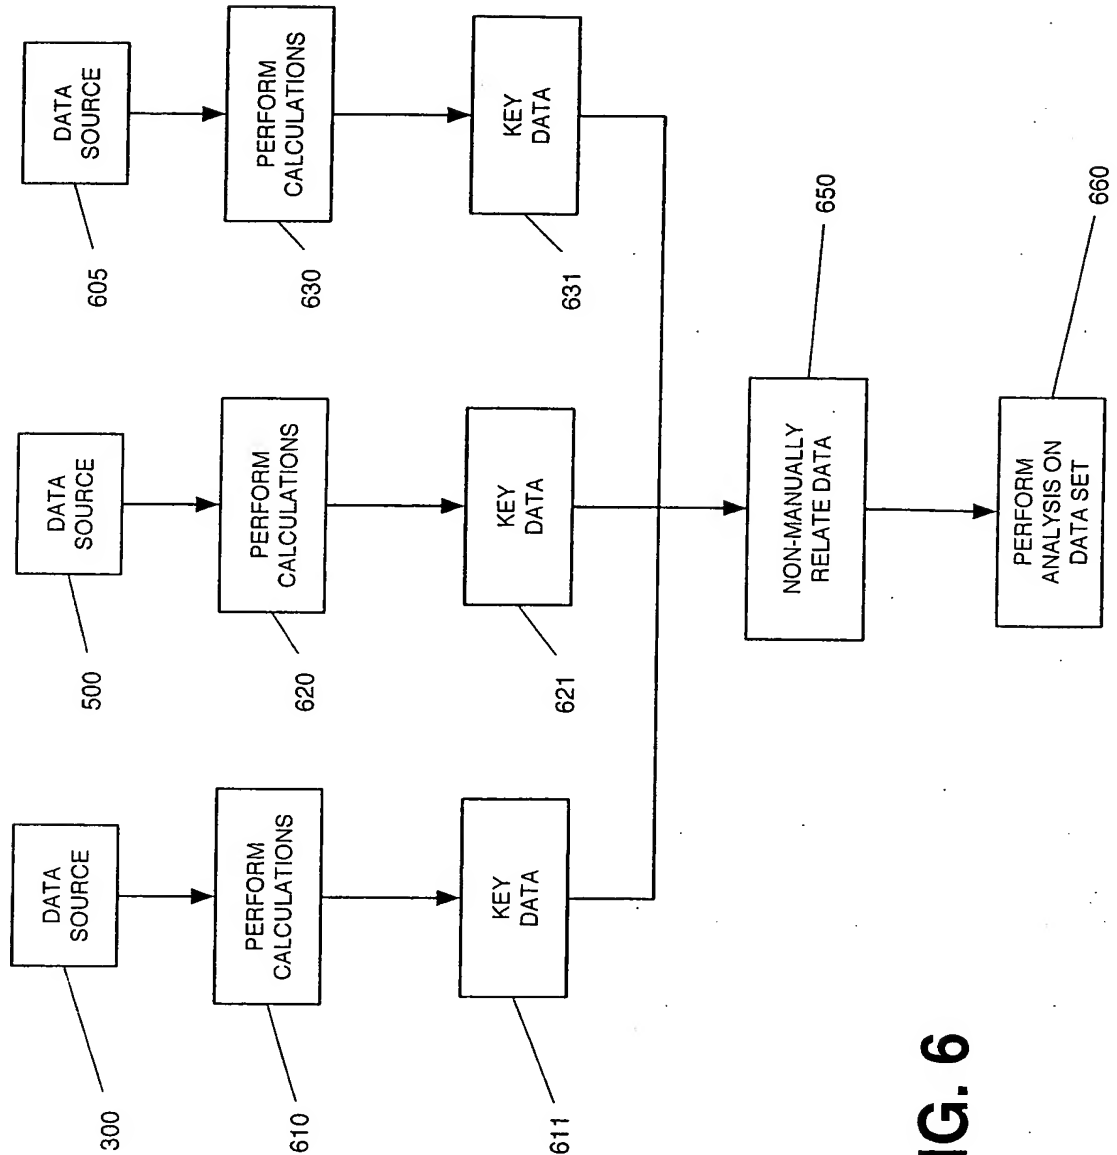 300
DATA
SOURCE
500
DATA
SOURCE
605
DATA
SOURCE
610
PERFORM
CALCULATIONS
620
PERFORM
CALCULATIONS
630
PERFORM
CALCULATIONS
611
KEY
DATA
621
KEY
DATA
631
KEY
DATA
NON-MANUALLY
RELATE DATA
650
PERFORM
ANALYSIS ON
DATA SET
660
IG. 6